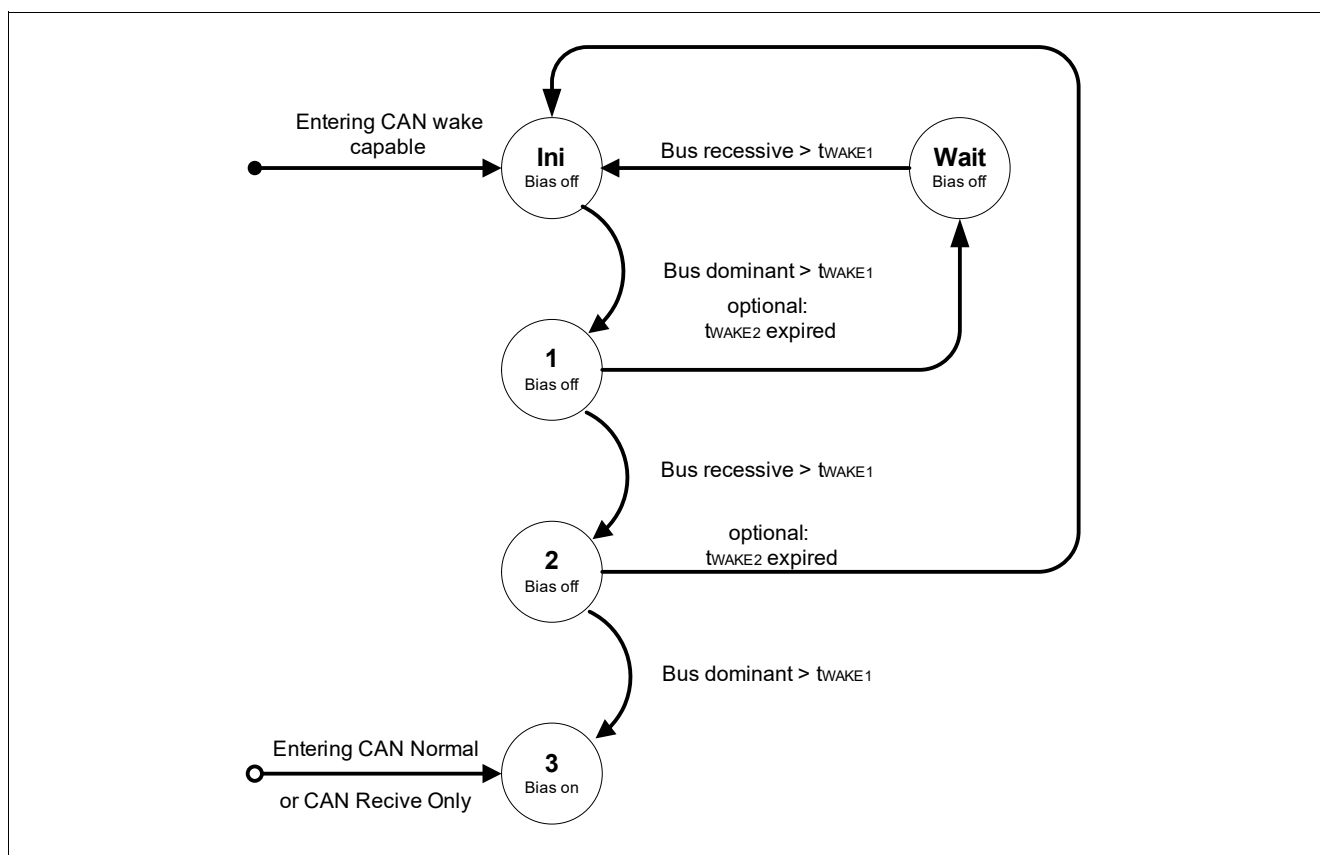 Entering CAN wake
capable
Ini
Bias off
Bus recessive > tWAKE1
Wait
Bias off
Bus dominant > tWAKE1
optional:
tWAKE2 expired
1
Bias off
Bus recessive > tWAKE1
optional:
tWAKE2 expired
2
Bias off
Bus dominant > tWAKE1
Entering CAN Normal
or CAN Recive Only
3
Bias on